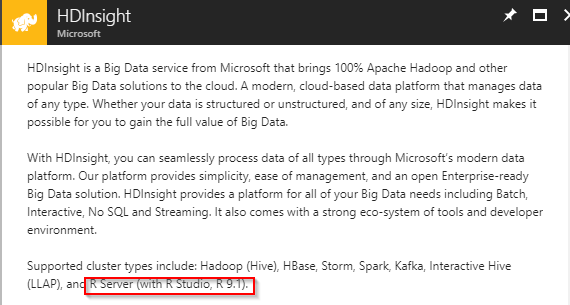 HDInsight
Microsoft
HDInsight is a Big Data service from Microsoft that brings 100% Apache Hadoop and other
popular Big Data solutions to the cloud. A modern, cloud-based data platform that manages data
of any type. Whether your data is structured or unstructured, and of any size, HDInsight makes it
possible for you to gain the full value of Big Data.
With HDInsight, you can seamlessly process data of all types through Microsoft's modern data
platform. Our platform provides simplicity, ease of management, and an open Enterprise-ready
Big Data solution. HDInsight provides a platform for all of your Big Data needs including Batch,
Interactive, No SQL and Streaming. It also comes with a strong eco-system of tools and developer
environment.
Supported cluster types include: Hadoop (Hive), HBase, Storm, Spark, Kafka, Interactive Hive
(LLAP), and R Server (with R Studio, R 9.1).